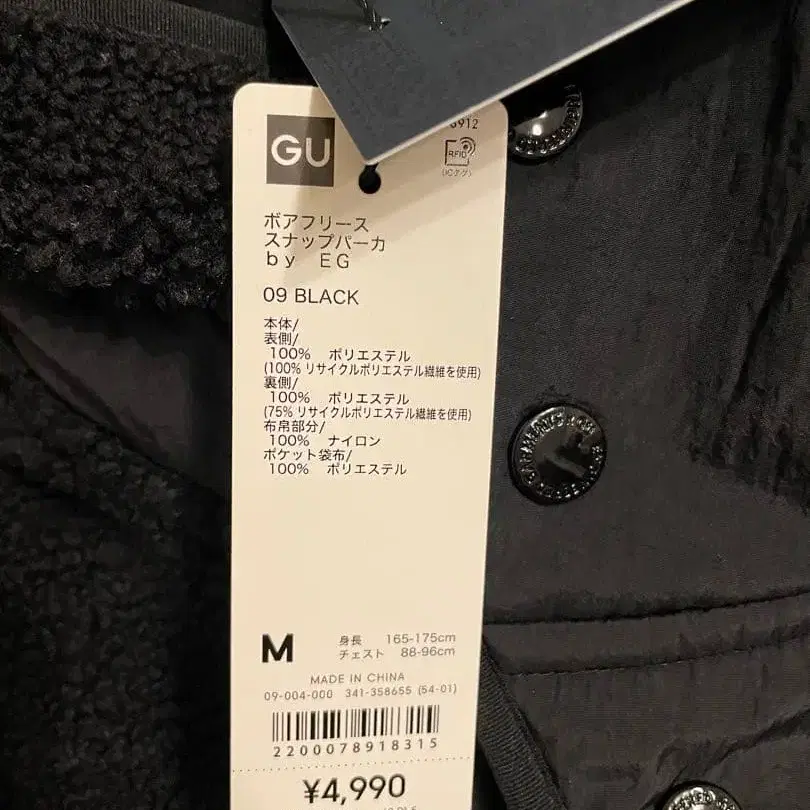 GU
RFID
(ICタグ)
ボアフリース
スナップパーカ
by EG
09 BLACK
本体/
表側/
100% ポリエステル
(100% リサイクルポリエステル繊維を使用)
裏側/
100% ポリエステル
(75% リサイクルポリエステル繊維を使用)
布帛部分/
100% ナイロン
ポケット袋布/
100% ポリエステル
M
身長 165-175cm
チェスト 88-96cm
MADE IN CHINA
09-004-000 341-358655 (54-01)
2200078918315
¥4,990